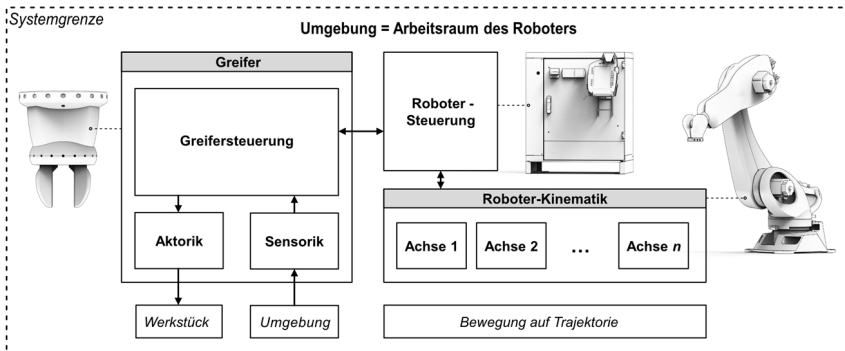 Systemgrenze
Umgebung = Arbeitsraum des Roboters
Greifer
Greifersteuerung
Aktorik
Sensorik
Werkstück
Umgebung
Roboter -
Steuerung
Roboter-Kinematik
Achse 1
Achse 2
...
Achse n
Bewegung auf Trajektorie